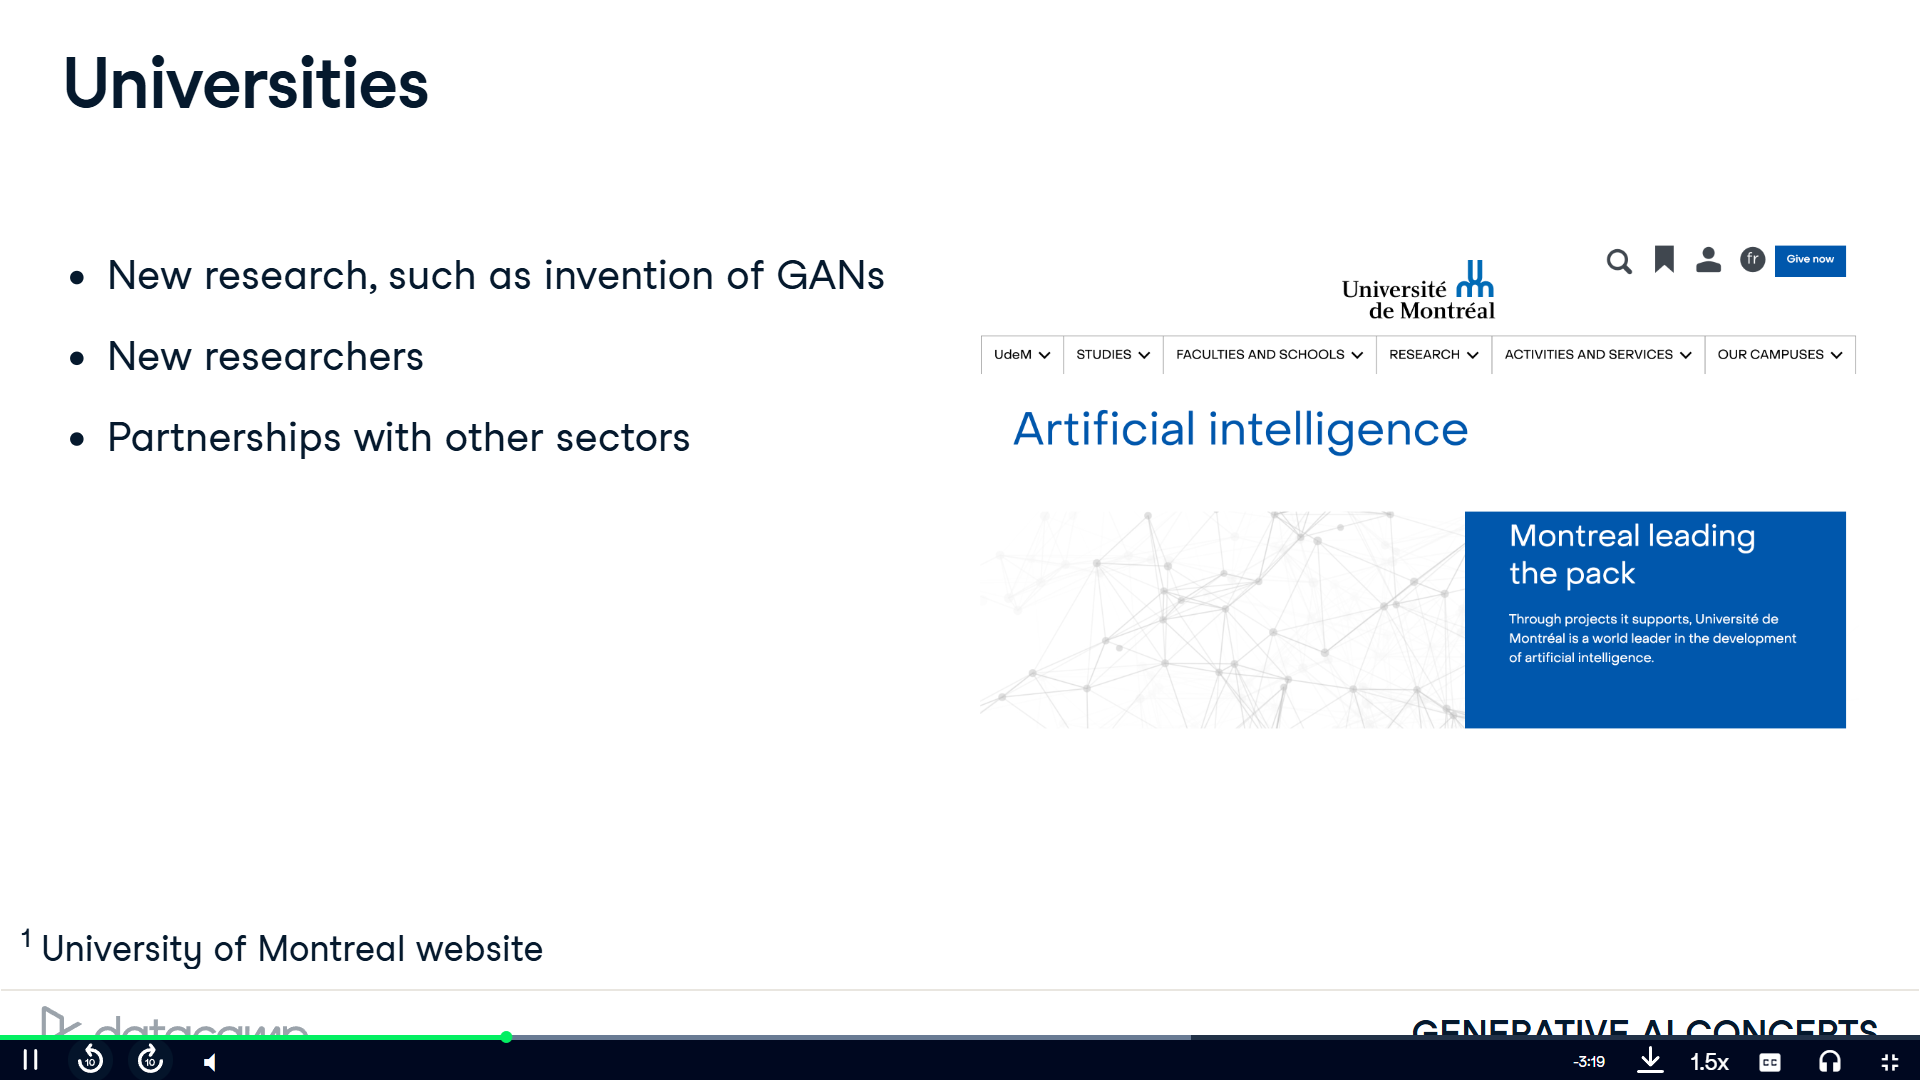 Universities
• New research, such as invention of GANs
• New researchers
• Partnerships with other sectors
fr
Give now
Université
de Montréal
UdeM
STUDIES
FACULTIES AND SCHOOLS
RESEARCH
ACTIVITIES AND SERVICES
OUR CAMPUSES
Artificial intelligence
Montreal leading
the pack
Through projects it supports, Université de
Montréal is a world leader in the development
of artificial intelligence.
1 University of Montreal website
datacamp
GENERATIVE AI CONCEPTS
10
10
-3:19
1.5x
CC